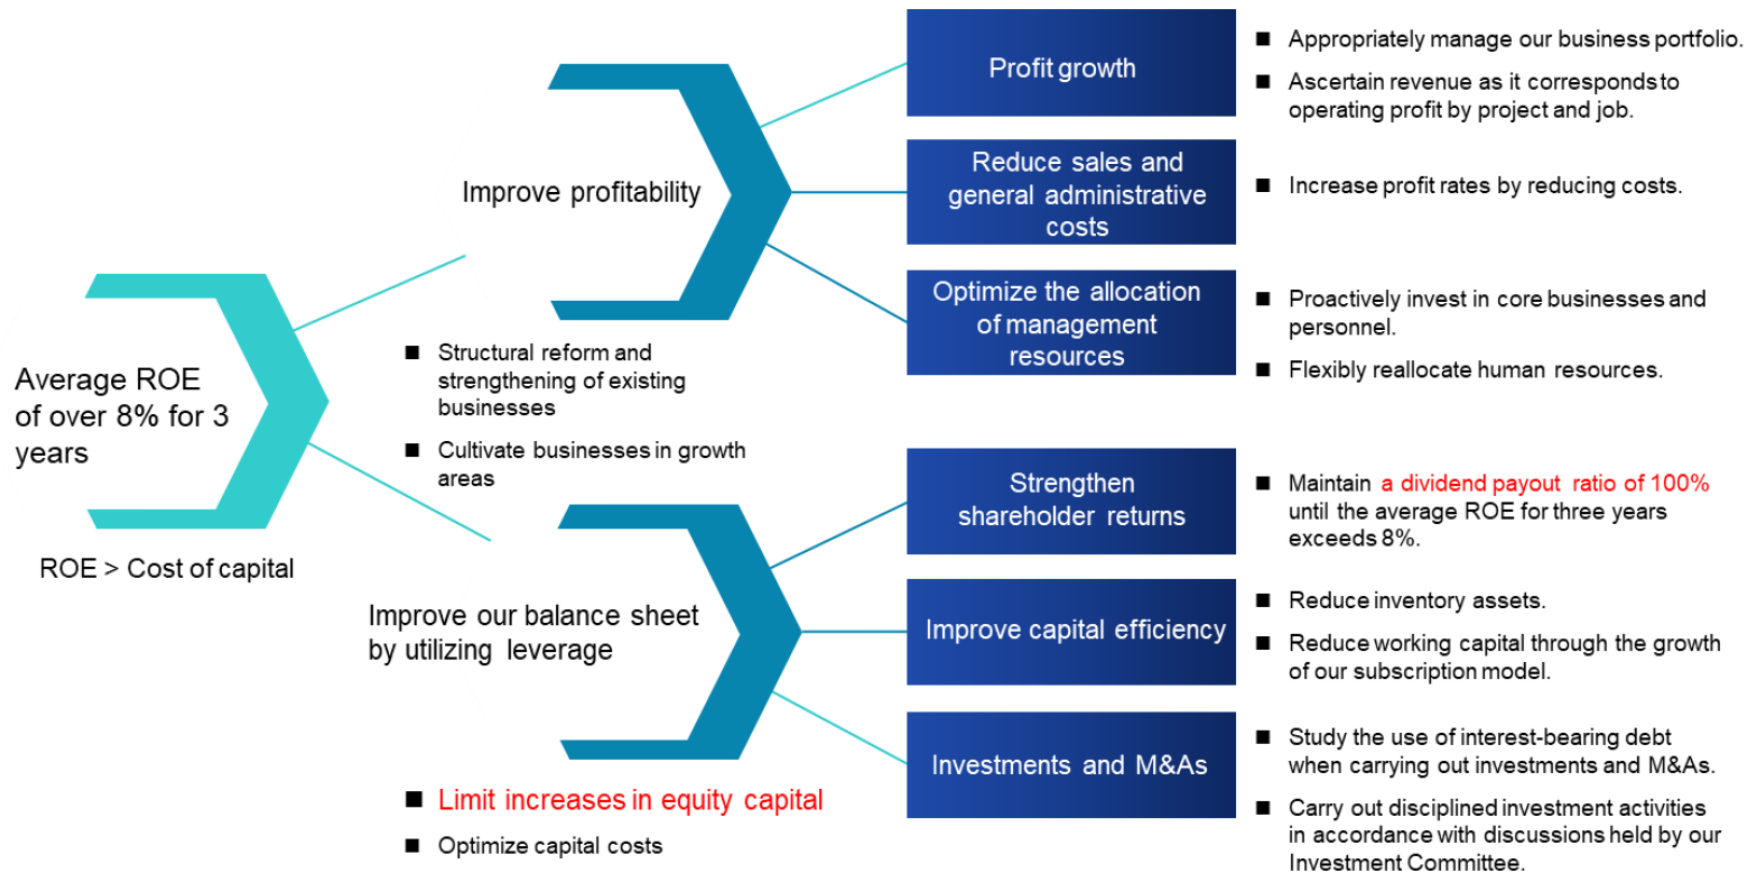 Average ROE
of over 8% for 3
years
ROE > Cost of capital
Improve profitability
■ Structural reform and
strengthening of existing
businesses
■ Cultivate businesses in growth
areas
Improve our balance sheet
by utilizing leverage
■ Limit increases in equity capital
■ Optimize capital costs
Profit growth
■ Appropriately manage our business portfolio.
■ Ascertain revenue as it corresponds to
operating profit by project and job.
Reduce sales and
general administrative
costs
■ Increase profit rates by reducing costs.
Optimize the allocation
of management
resources
■ Proactively invest in core businesses and
personnel.
■ Flexibly reallocate human resources.
Strengthen
shareholder returns
■ Maintain a dividend payout ratio of 100%
until the average ROE for three years
exceeds 8%.
Improve capital efficiency
■ Reduce inventory assets.
■ Reduce working capital through the growth
of our subscription model.
Investments and M&As
■ Study the use of interest-bearing debt
when carrying out investments and M&As.
■ Carry out disciplined investment activities
in accordance with discussions held by our
Investment Committee.